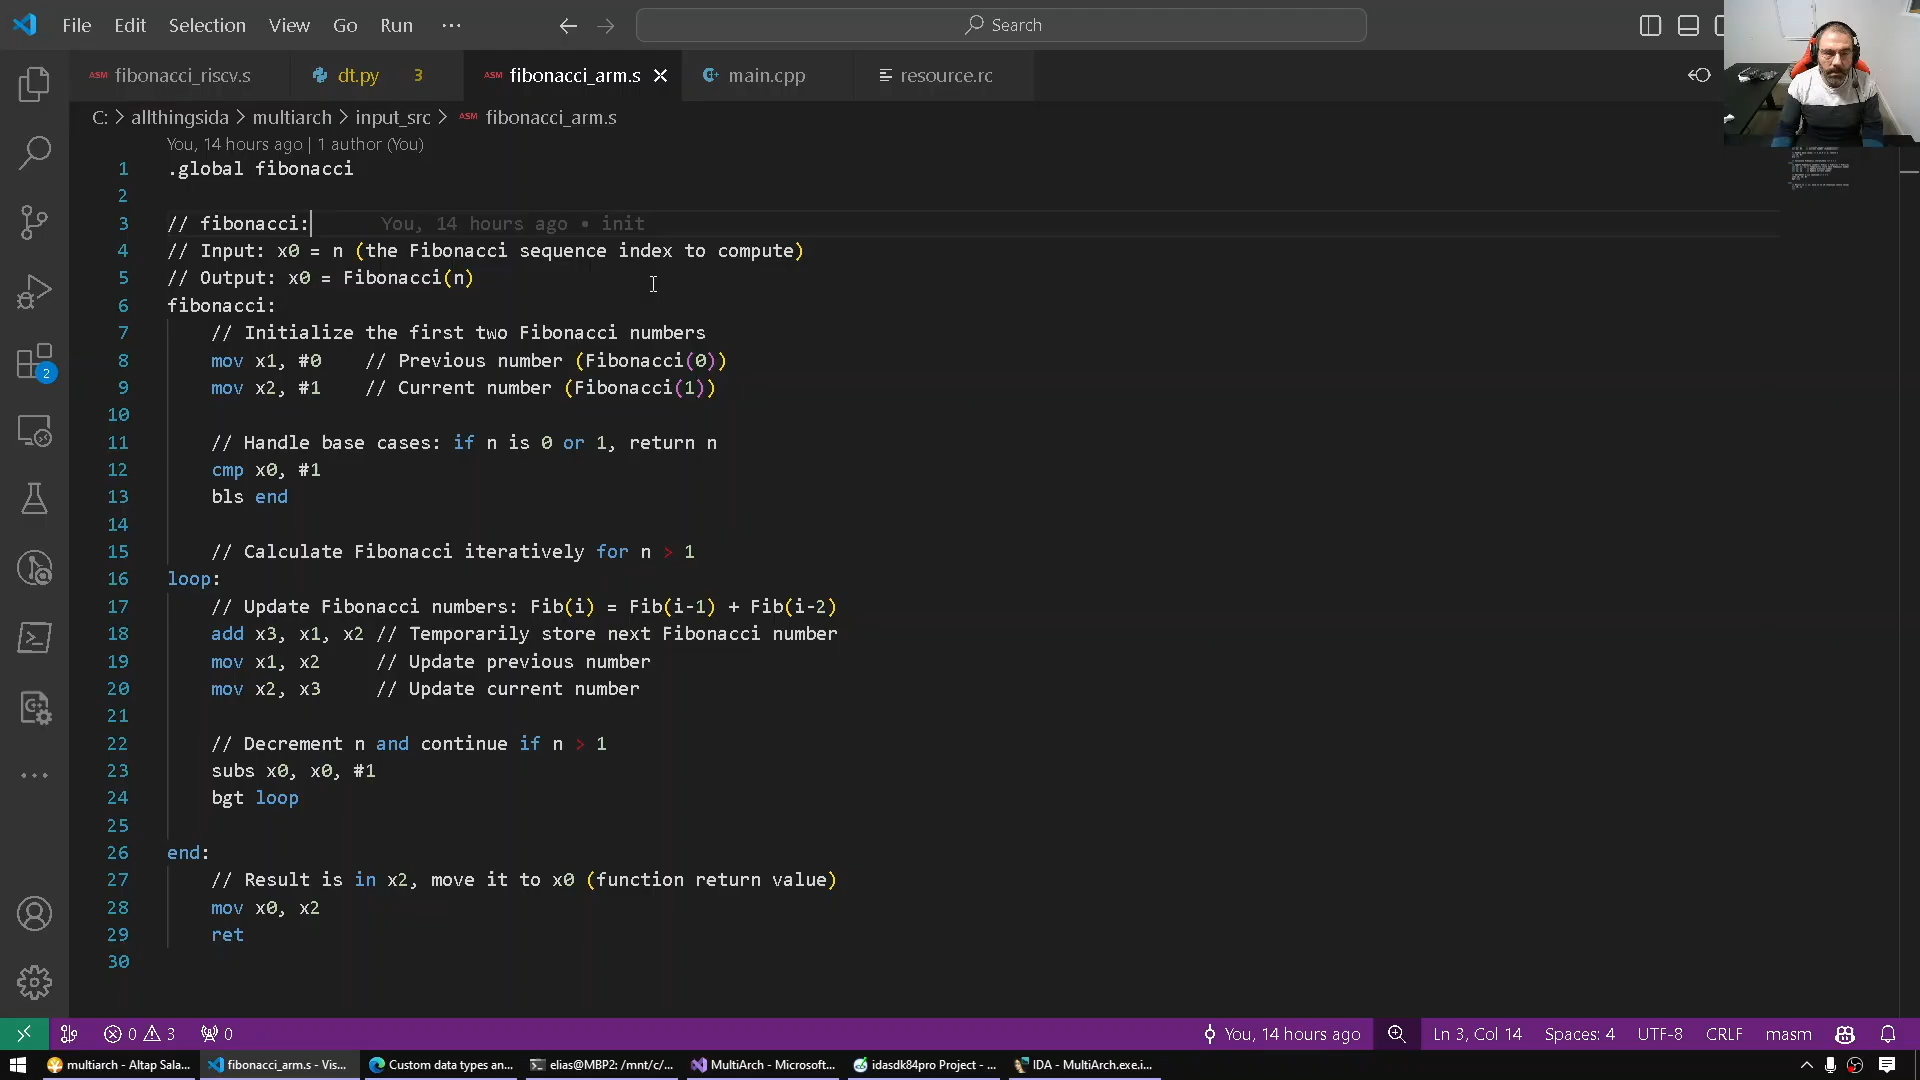 File Edit Selection View Go Run ···
Search
ASM fibonacci_riscv.s
dt.py 3
ASM fibonacci_arm.s
main.cpp
resource.rc
C: > allthingsida > multiarch > input_src > ASM fibonacci_arm.s
You, 14 hours ago | 1 author (You)
1 .global fibonacci
2
3 // fibonacci: You, 14 hours ago • init
4 // Input: x0 = n (the Fibonacci sequence index to compute)
5 // Output: x0 = Fibonacci(n)
6 fibonacci:
7 // Initialize the first two Fibonacci numbers
8 mov x1, #0 // Previous number (Fibonacci(0))
9 mov x2, #1 // Current number (Fibonacci(1))
10
11 // Handle base cases: if n is 0 or 1, return n
12 cmp x0, #1
13 bls end
14
15 // Calculate Fibonacci iteratively for n > 1
16 loop:
17 // Update Fibonacci numbers: Fib(i) = Fib(i-1) + Fib(i-2)
18 add x3, x1, x2 // Temporarily store next Fibonacci number
19 mov x1, x2 // Update previous number
20 mov x2, x3 // Update current number
21
22 // Decrement n and continue if n > 1
23 subs x0, x0, #1
24 bgt loop
25
26 end:
27 // Result is in x2, move it to x0 (function return value)
28 mov x0, x2
29 ret
30
2
0 3 0
You, 14 hours ago
Ln 3, Col 14
Spaces: 4
UTF-8
CRLF
masm
multiarch - Altap Sala...
fibonacci_arm.s - Vis...
Custom data types an...
elias@MBP2: /mnt/c/...
MultiArch - Microsoft...
idasdk84pro Project - ...
IDA - MultiArch.exe.i...